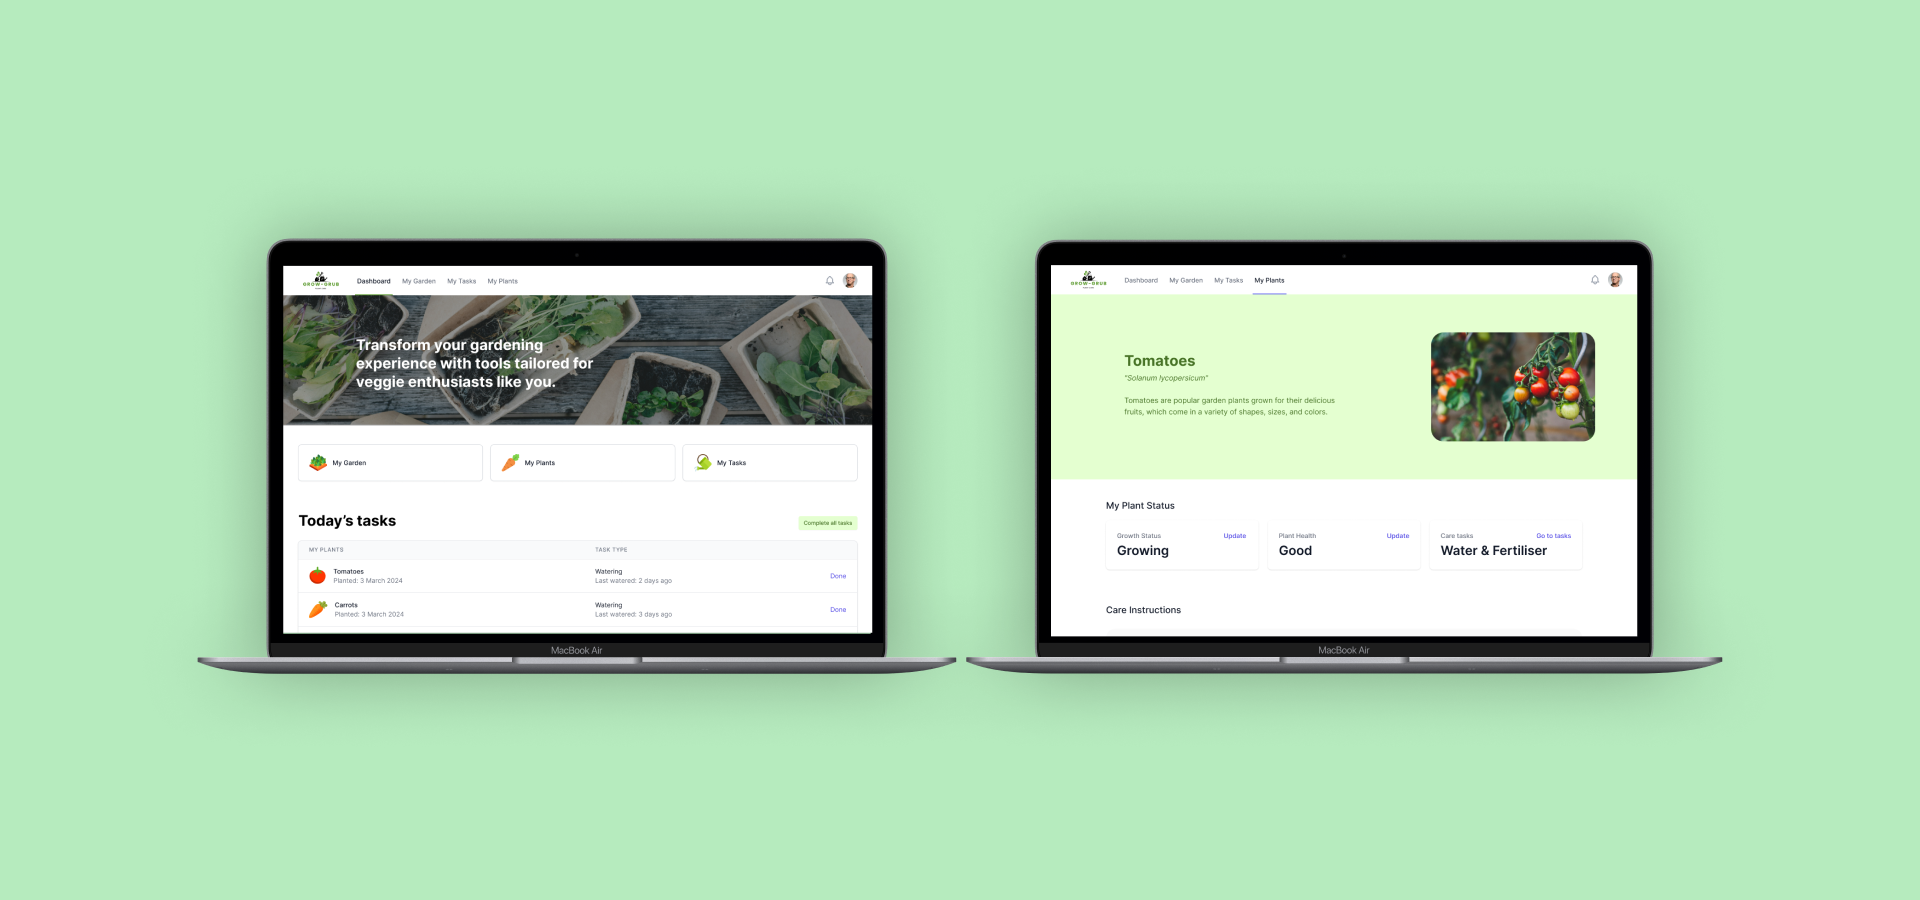 GROW-GRUB
Dashboard My Garden My Tasks My Plants
Transform your gardening
experience with tools tailored for
veggie enthusiasts like you.
My Garden
My Plants
My Tasks
Today's tasks
Complete all tasks
MY PLANTS TASK TYPE
Tomatoes Watering
Planted: 3 March 2024 Last watered: 2 days ago Done
Carrots Watering
Planted: 3 March 2024 Last watered: 3 days ago Done
MacBook Air
GROW-GRUB
Dashboard My Garden My Tasks My Plants
Tomatoes
"Solanum lycopersicum"
Tomatoes are popular garden plants grown for their delicious
fruits, which come in a variety of shapes, sizes, and colors.
My Plant Status
Growth Status Update
Growing
Plant Health Update
Good
Care tasks Go to tasks
Water & Fertiliser
Care Instructions
MacBook Air